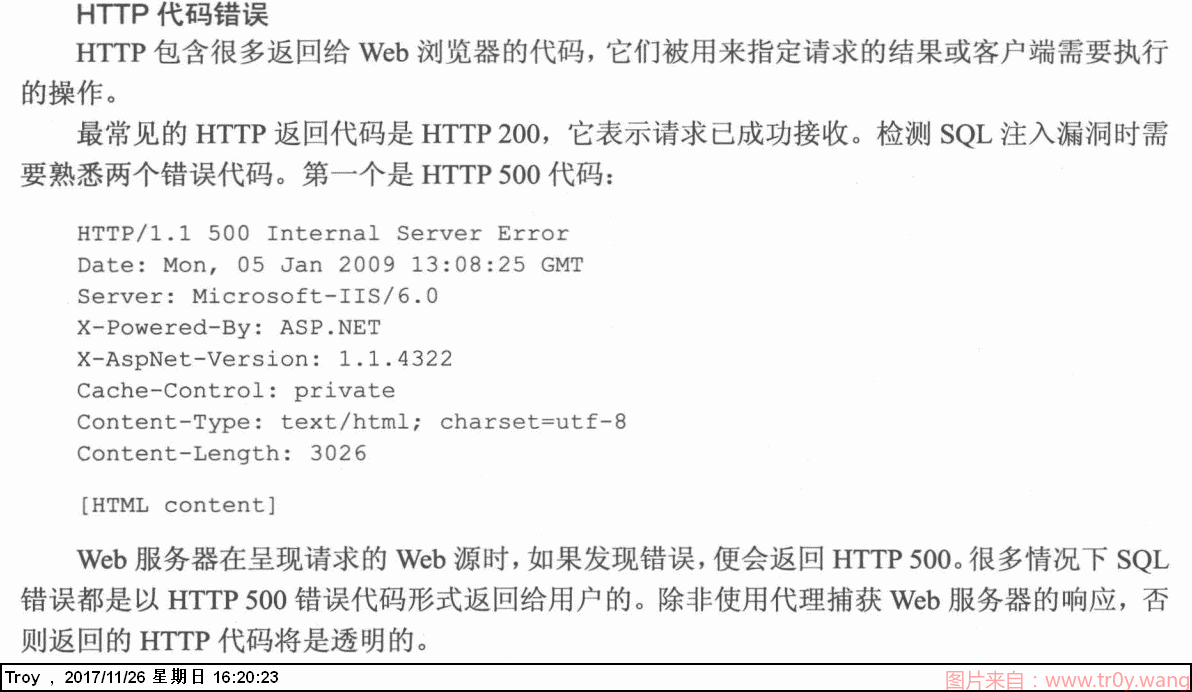 HTTP 代码错误
HTTP 包含很多返回给 Web 浏览器的代码，它们被用来指定请求的结果或客户端需要执行
的操作。
最常见的 HTTP 返回代码是 HTTP 200，它表示请求已成功接收。检测 SQL 注入漏洞时需
要熟悉两个错误代码。第一个是 HTTP 500 代码：
HTTP/1.1 500 Internal Server Error
Date: Mon, 05 Jan 2009 13:08:25 GMT
Server: Microsoft-IIS/6.0
X-Powered-By: ASP.NET
X-AspNet-Version: 1.1.4322
Cache-Control: private
Content-Type: text/html; charset=utf-8
Content-Length: 3026
[HTML content]
Web 服务器在呈现请求的 Web 源时，如果发现错误，便会返回 HTTP 500。很多情况下 SQL
错误都是以 HTTP 500 错误代码形式返回给用户的。除非使用代理捕获 Web 服务器的响应，否
则返回的 HTTP 代码将是透明的。
Troy ，2017/11/26 星期日 16:20:23
图片来自：www.tr0y.wang